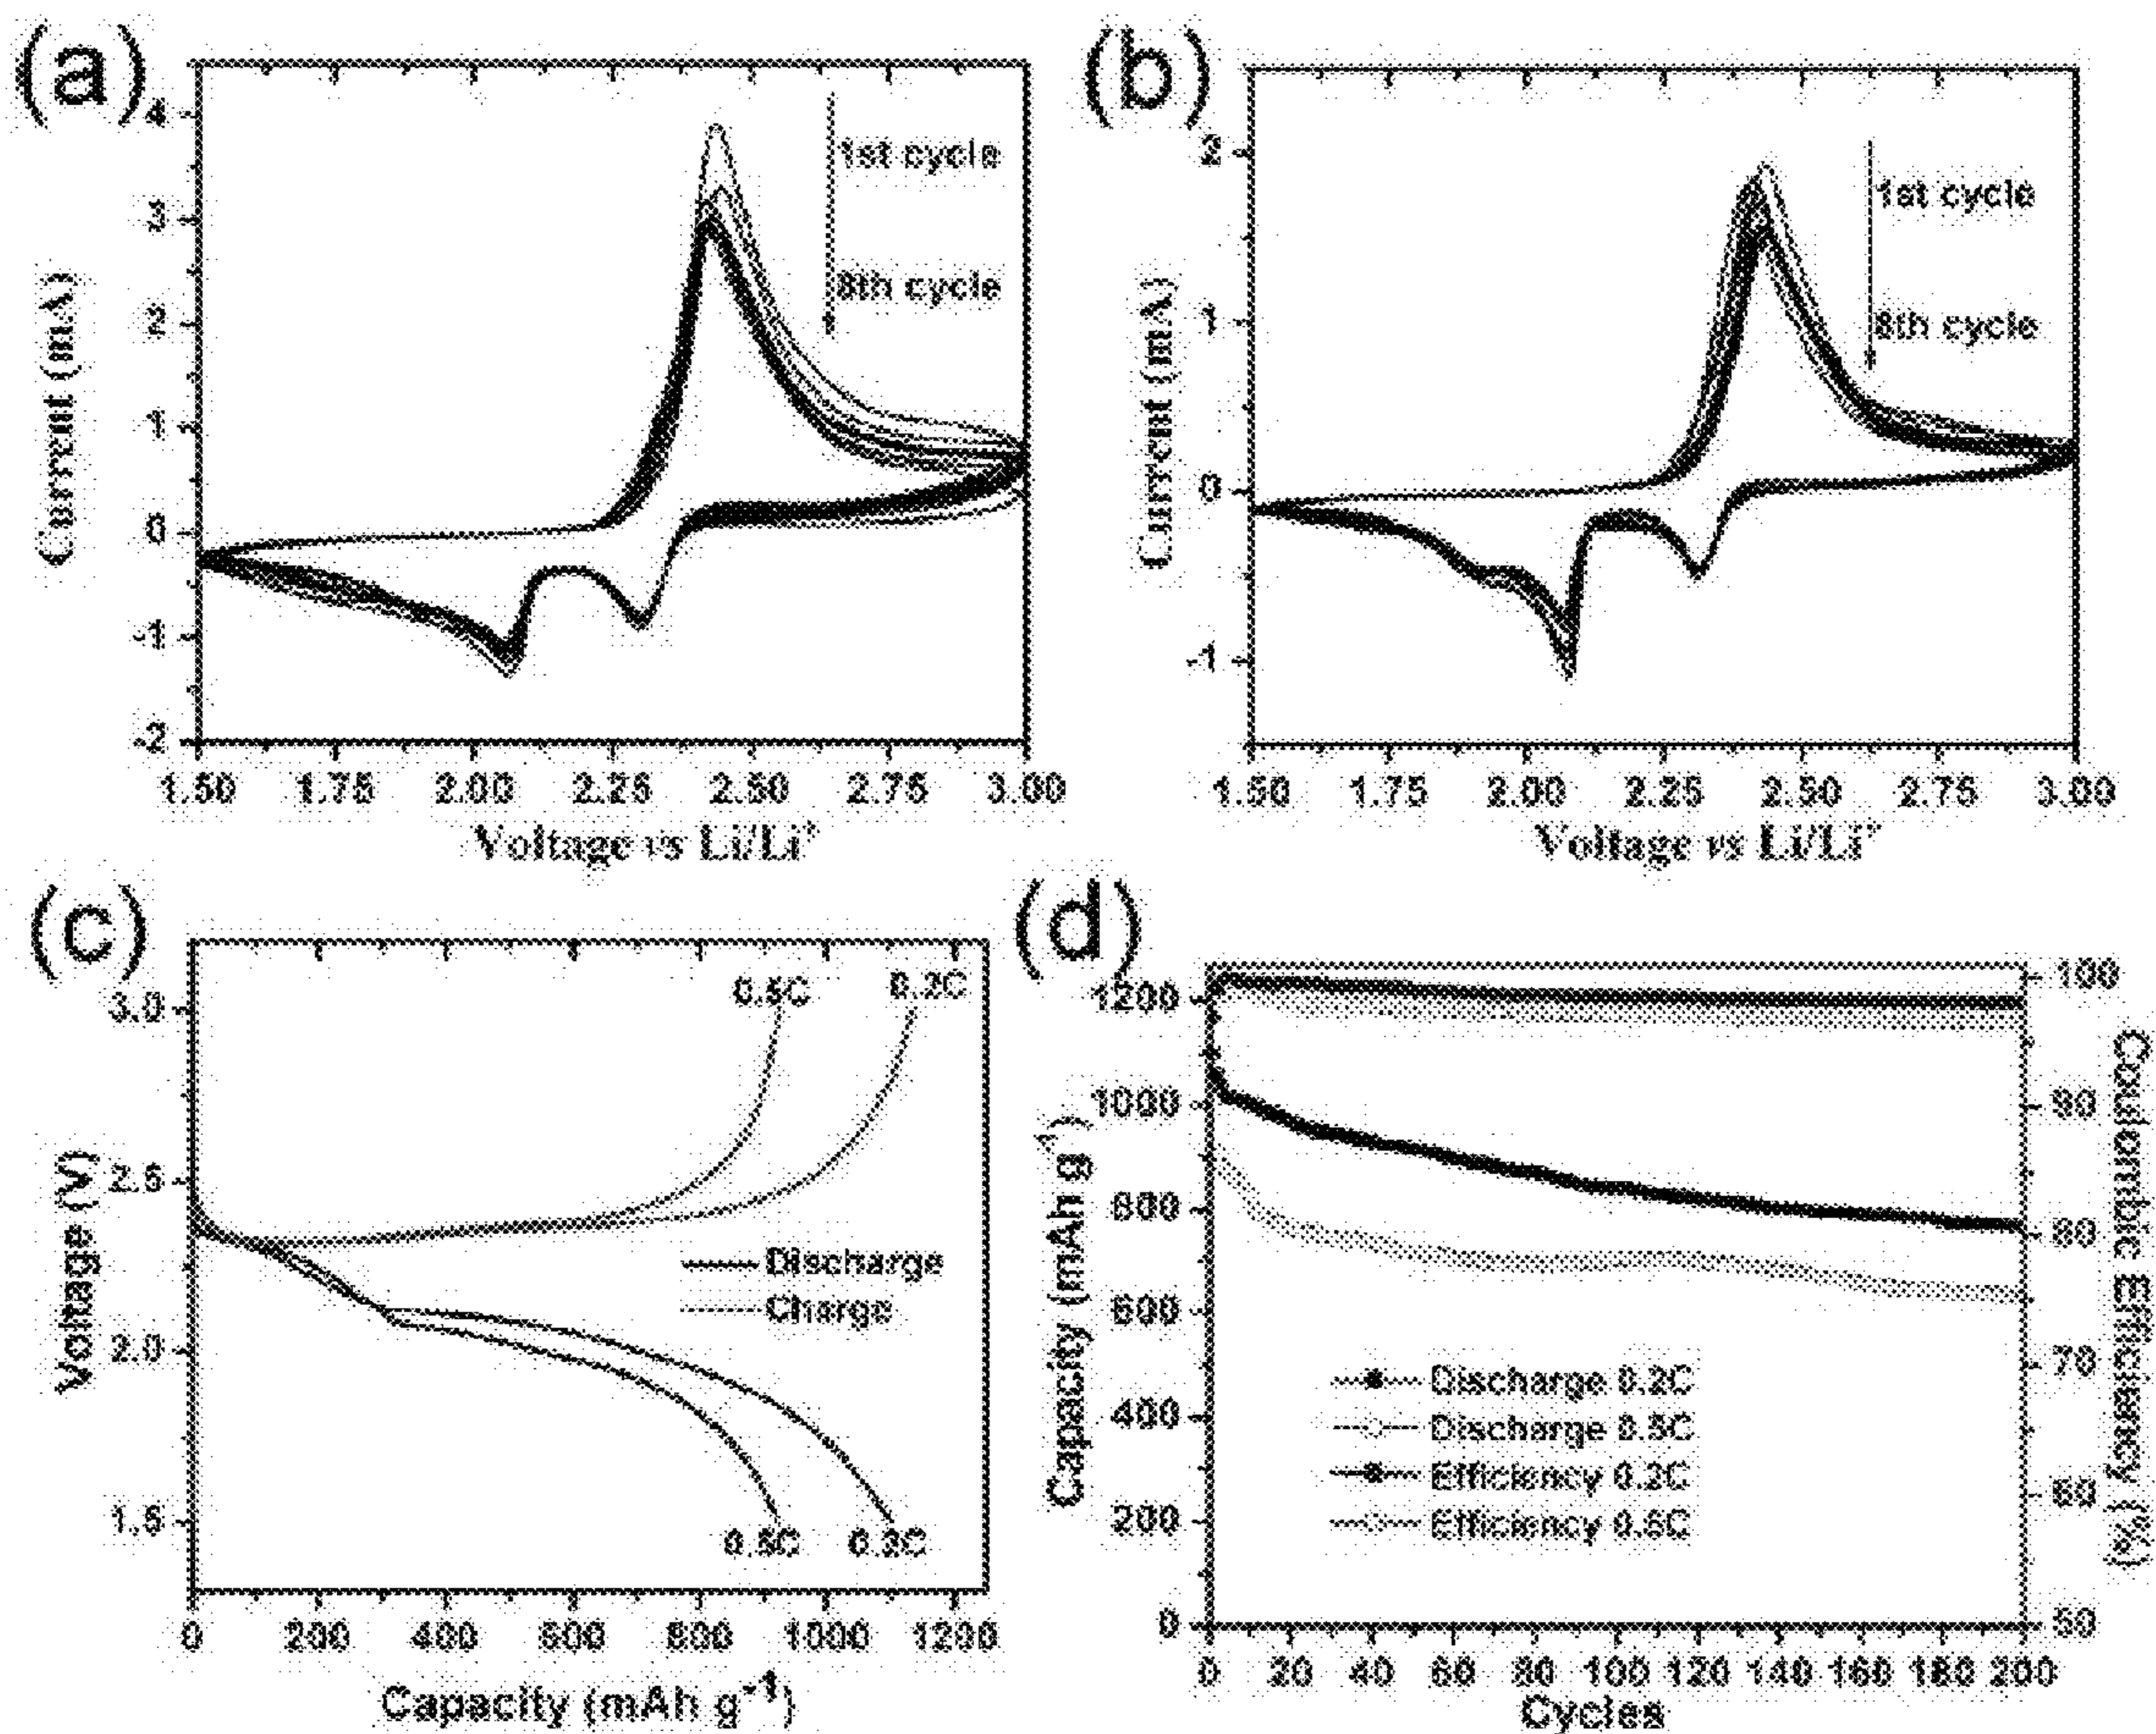 (a)
4
3
2
1
0
-1
-2
Current (mA)
1st cycle
8th cycle
1.50 1.75 2.00 2.25 2.50 2.75 3.00
Voltage vs Li/Li⁺
(b)
2
1
0
-1
Current (mA)
1st cycle
8th cycle
1.50 1.75 2.00 2.25 2.50 2.75 3.00
Voltage vs Li/Li⁺
(c)
3.0
2.5
2.0
1.5
Voltage (V)
0.5C 0.2C
Discharge
Charge
0.5C 0.2C
0 200 400 600 800 1000 1200
Capacity (mAh g⁻¹)
(d)
1200
1000
800
600
400
200
0
Capacity (mAh g⁻¹)
100
90
80
70
60
50
Coulombic Efficiency (%)
Discharge 0.2C
Discharge 0.5C
Efficiency 0.2C
Efficiency 0.5C
0 20 40 60 80 100 120 140 160 180 200
Cycles